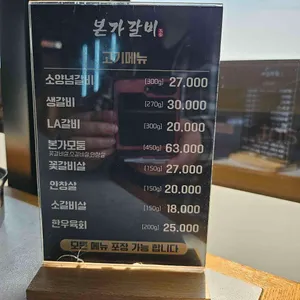 본가갈비
고기메뉴
소양념갈비 (300g) 27,000
생갈비 (270g) 30,000
LA갈비 (300g) 20,000
본가모듬 (450g) 63,000
꽃갈비살 (150g) 27,000
안창살 (150g) 20,000
소갈비살 (150g) 18,000
한우육회 (200g) 25,000
모든 메뉴 포장 가능 합니다